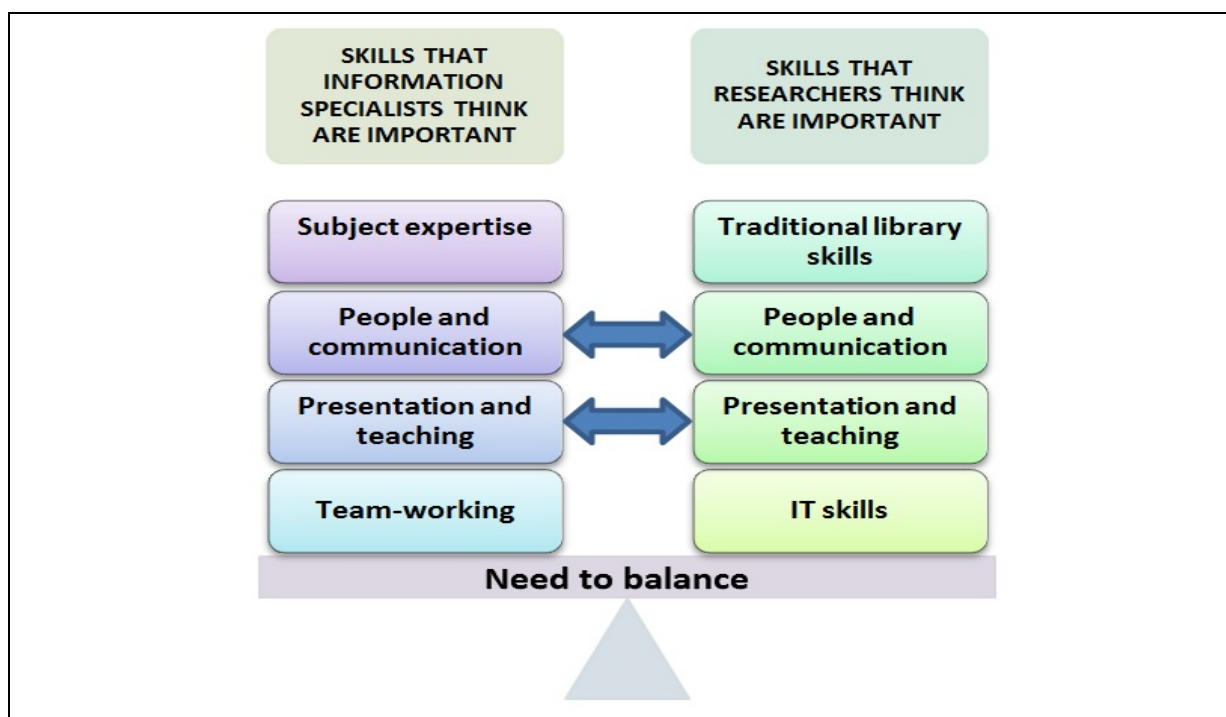 SKILLS THAT
INFORMATION
SPECIALISTS THINK
ARE IMPORTANT
SKILLS THAT
RESEARCHERS THINK
ARE IMPORTANT
Subject expertise
Traditional library
skills
People and
communication
People and
communication
Presentation and
teaching
Presentation and
teaching
Team-working
IT skills
Need to balance